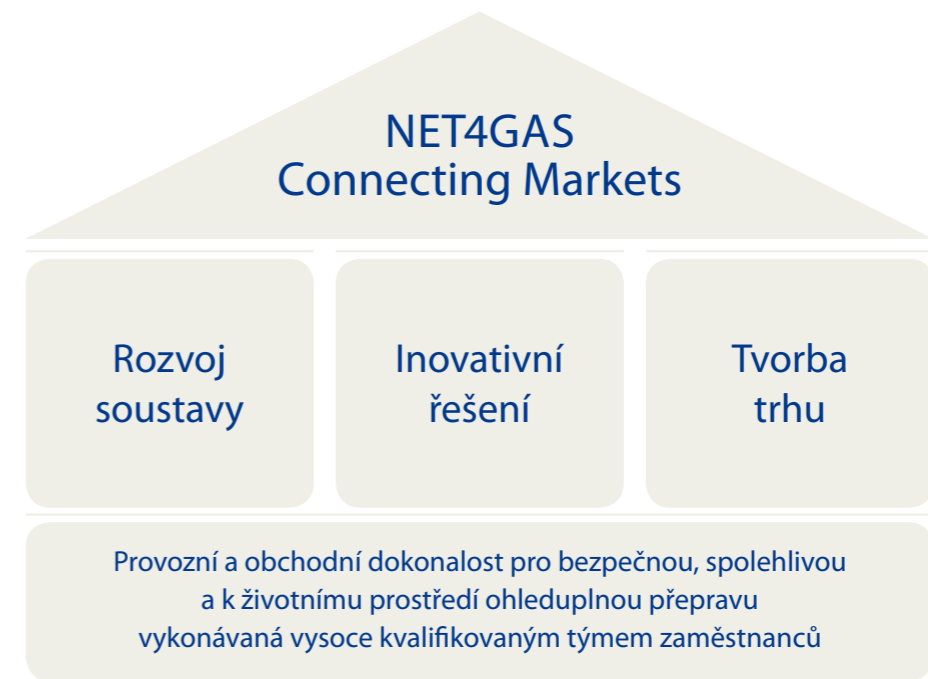 NET4GAS
Connecting Markets
Rozvoj
soustavy
Inovativní
řešení
Tvorba
trhu
Provozní a obchodní dokonalost pro bezpečnou, spolehlivou
a k životnímu prostředí ohleduplnou přepravu
vykonávaná vysoce kvalifikovaným týmem zaměstnanců